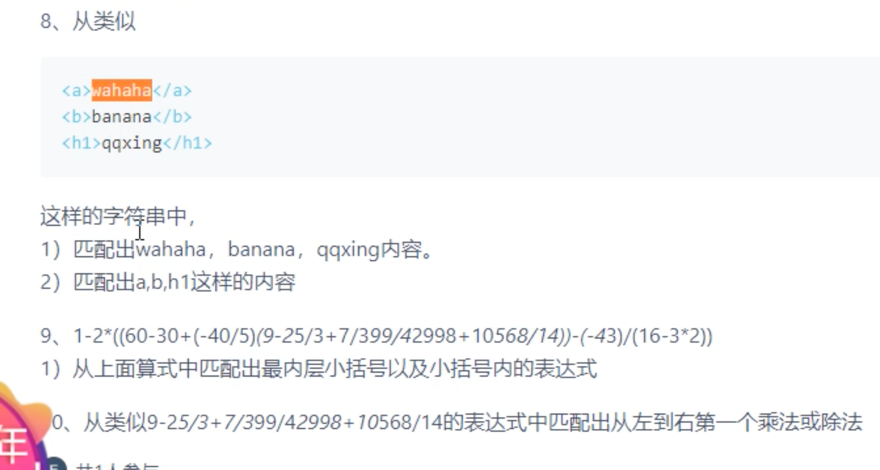 8、从类似
<a>wahaha</a>
<b>banana</b>
<h1>qqxing</h1>
这样的字符串中，
1）匹配出wahaha，banana，qqxing内容。
2）匹配出a,b,h1这样的内容
9、1-2*((60-30+(-40/5)(9-25/3+7/399/42998+10568/14))-(-43)/(16-3*2))
1）从上面算式中匹配出最内层小括号以及小括号内的表达式
0、从类似9-25/3+7/399/42998+10568/14的表达式中匹配出从左到右第一个乘法或除法
年